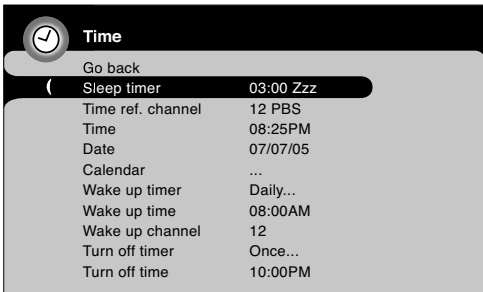 Time
Go back
Sleep timer 03:00 Zzz
Time ref. channel 12 PBS
Time 08:25PM
Date 07/07/05
Calendar ...
Wake up timer Daily...
Wake up time 08:00AM
Wake up channel 12
Turn off timer Once...
Turn off time 10:00PM